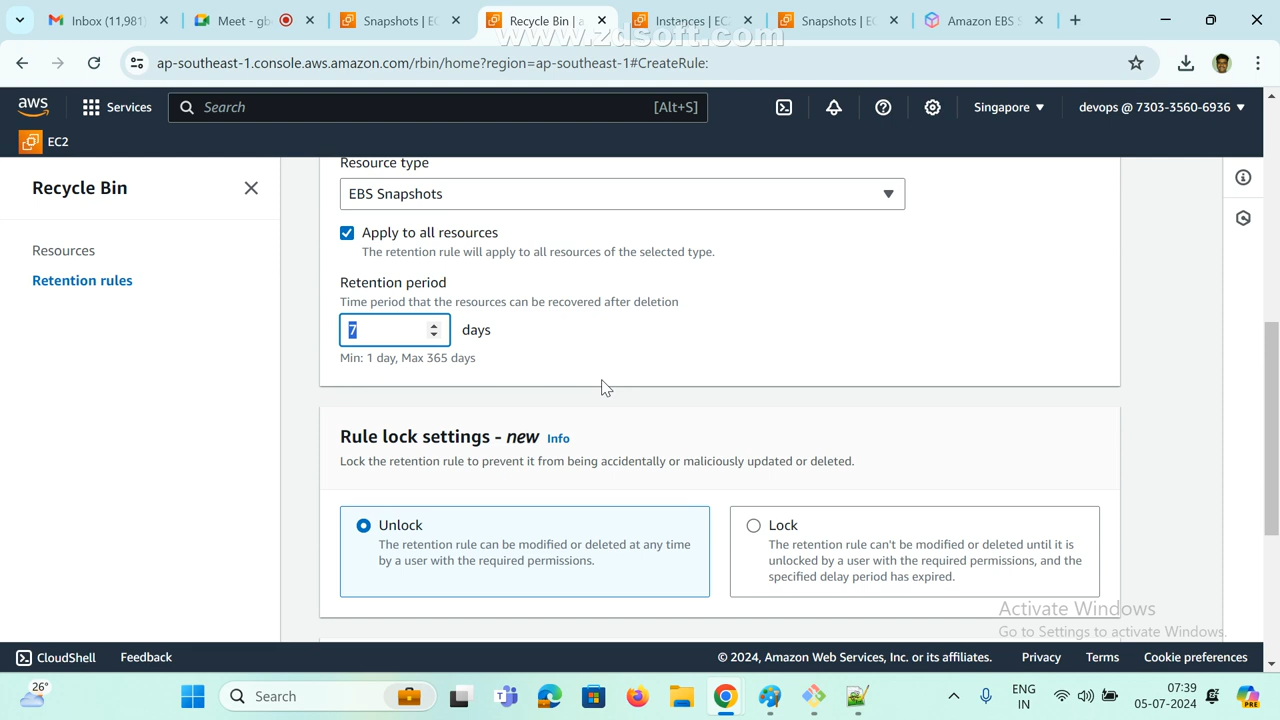 Inbox (11,981)
Meet - gb
Snapshots | EC
Recycle Bin | a
Instances | EC2
Snapshots | EC
Amazon EBS S
www.zdsoft.com
ap-southeast-1.console.aws.amazon.com/rbin/home?region=ap-southeast-1#CreateRule:
aws
Services
Search
[Alt+S]
Singapore
devops @ 7303-3560-6936
EC2
Recycle Bin
Resources
Retention rules
Resource type
EBS Snapshots
Apply to all resources
The retention rule will apply to all resources of the selected type.
Retention period
Time period that the resources can be recovered after deletion
7 days
Min: 1 day, Max 365 days
Rule lock settings - new Info
Lock the retention rule to prevent it from being accidentally or maliciously updated or deleted.
Unlock
The retention rule can be modified or deleted at any time
by a user with the required permissions.
Lock
The retention rule can't be modified or deleted until it is
unlocked by a user with the required permissions, and the
specified delay period has expired.
Activate Windows
Go to Settings to activate Windows.
CloudShell
Feedback
© 2024, Amazon Web Services, Inc. or its affiliates.
Privacy
Terms
Cookie preferences
26°
Search
ENG
IN
07:39
05-07-2024
PRE